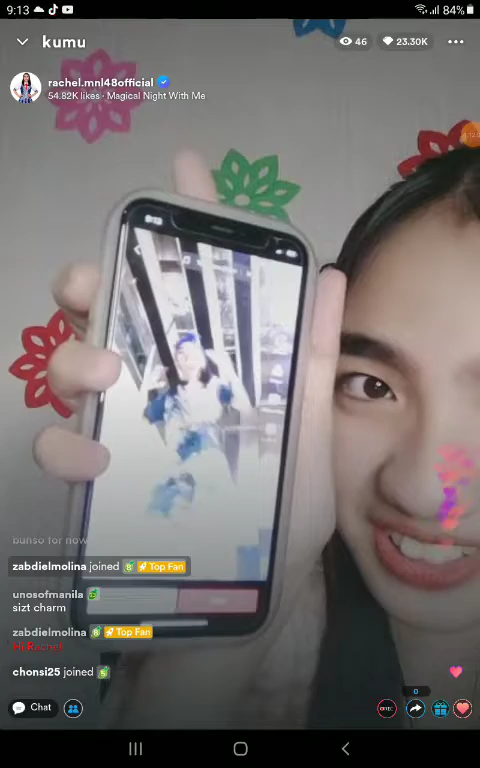 9:13
84%
kumu
46
23.30K
rachel.mnl48official
54.82K likes · Magical Night With Me
bunso for now
zabdielmolina joined Top Fan
unosofmanila
sizt charm
zabdielmolina Top Fan
Hi Rachel
chonsi25 joined
0
Chat